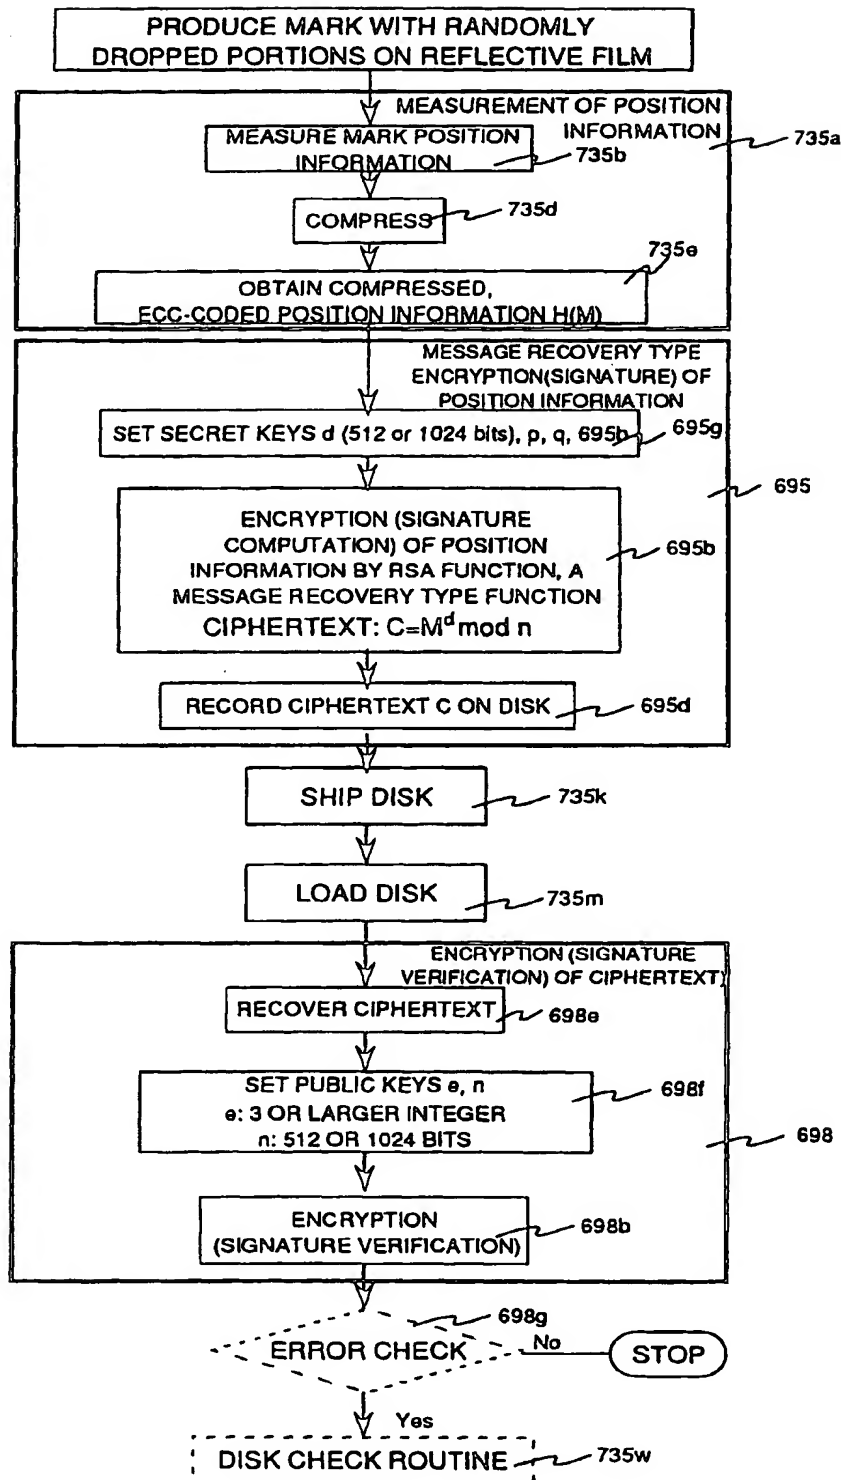 PRODUCE MARK WITH RANDOMLY
DROPPED PORTIONS ON REFLECTIVE FILM
MEASUREMENT OF POSITION
INFORMATION
735a
MEASURE MARK POSITION
INFORMATION
735b
COMPRESS
735d
735e
OBTAIN COMPRESSED,
ECC-CODED POSITION INFORMATION H(M)
MESSAGE RECOVERY TYPE
ENCRYPTION(SIGNATURE) OF
POSITION INFORMATION
SET SECRET KEYS d (512 or 1024 bits), p, q, 695b
695g
695
ENCRYPTION (SIGNATURE
COMPUTATION) OF POSITION
INFORMATION BY RSA FUNCTION, A
MESSAGE RECOVERY TYPE FUNCTION
CIPHERTEXT: C=M^d mod n
695b
RECORD CIPHERTEXT C ON DISK
695d
SHIP DISK
735k
LOAD DISK
735m
ENCRYPTION (SIGNATURE
VERIFICATION) OF CIPHERTEXT)
RECOVER CIPHERTEXT
698e
SET PUBLIC KEYS e, n
e: 3 OR LARGER INTEGER
n: 512 OR 1024 BITS
698f
698
ENCRYPTION
(SIGNATURE VERIFICATION)
698b
698g
ERROR CHECK
No
STOP
Yes
DISK CHECK ROUTINE
735w